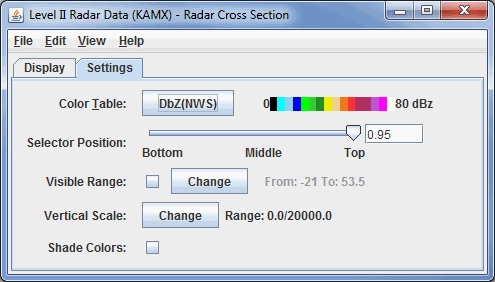 Level II Radar Data (KAMX) - Radar Cross Section
File Edit View Help
Display Settings
Color Table: DbZ(NWS) 0 80 dBz
Selector Position: 0.95
Bottom Middle Top
Visible Range: Change From: -21 To: 53.5
Vertical Scale: Change Range: 0.0/20000.0
Shade Colors: